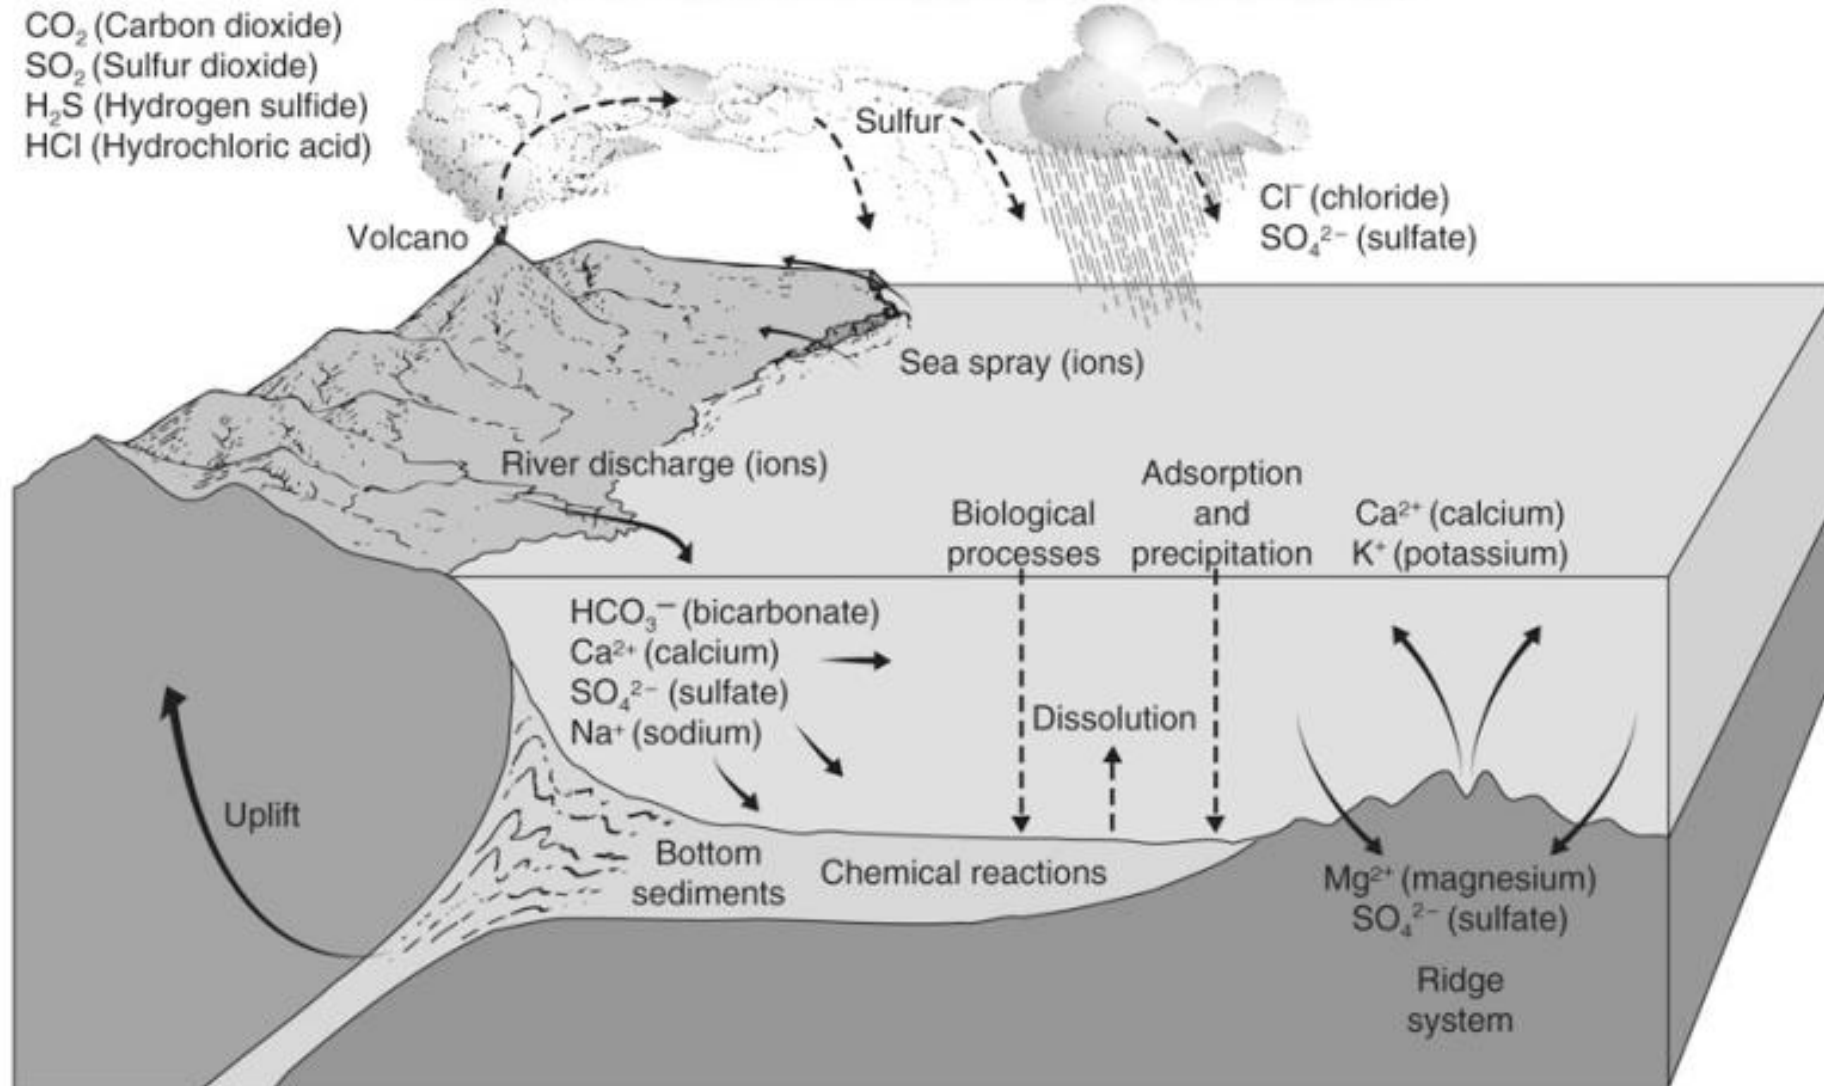 CO₂ (Carbon dioxide)
SO₂ (Sulfur dioxide)
H₂S (Hydrogen sulfide)
HCl (Hydrochloric acid)
Sulfur
Volcano
Cl⁻ (chloride)
SO₄²⁻ (sulfate)
Sea spray (ions)
River discharge (ions)
Biological
processes
Adsorption
and
precipitation
Ca²⁺ (calcium)
K⁺ (potassium)
HCO₃⁻ (bicarbonate)
Ca²⁺ (calcium)
SO₄²⁻ (sulfate)
Na⁺ (sodium)
Dissolution
Uplift
Bottom
sediments
Chemical reactions
Mg²⁺ (magnesium)
SO₄²⁻ (sulfate)
Ridge
system